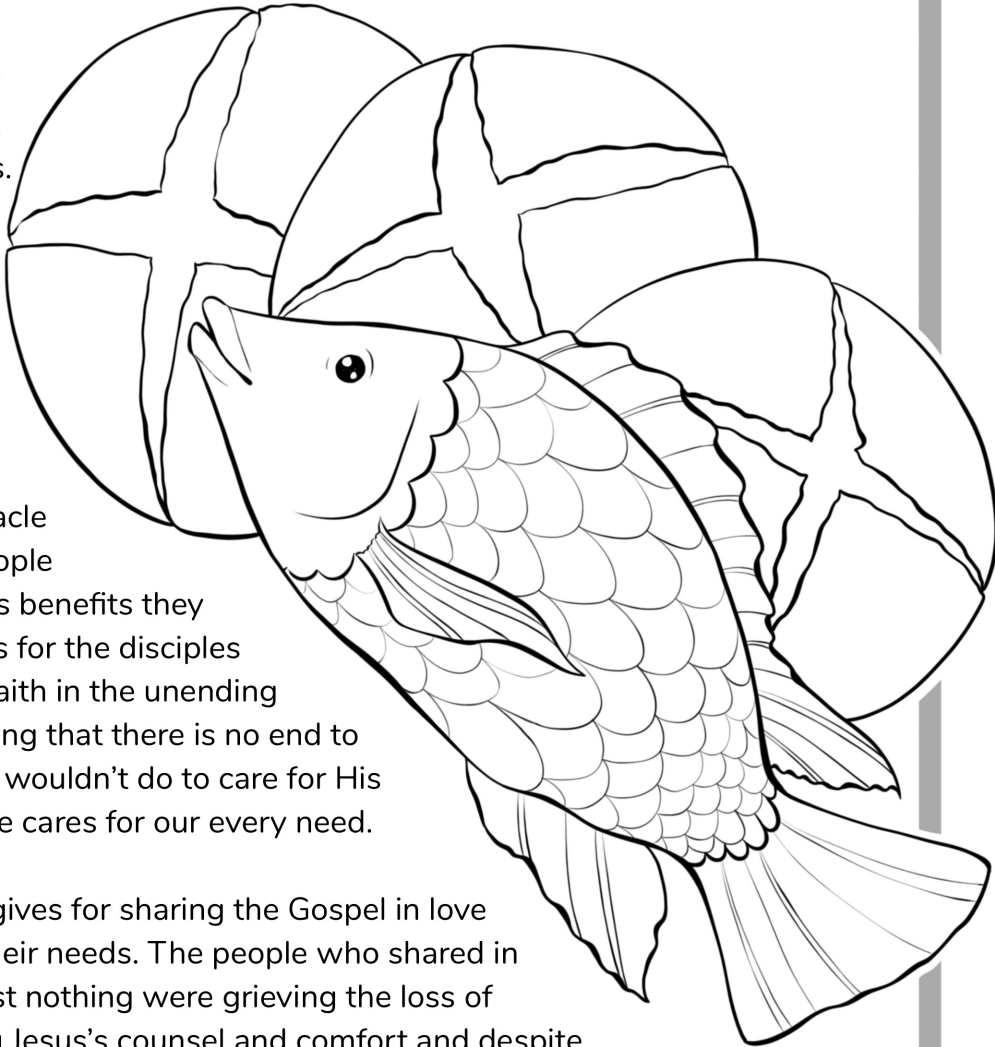 s.
acle
ople
s benefits they
s for the disciples
aith in the unending
ng that there is no end to
wouldn’t do to care for His
e cares for our every need.
gives for sharing the Gospel in love
eir needs. The people who shared in
st nothing were grieving the loss of
Jesus’s counsel and comfort and despite